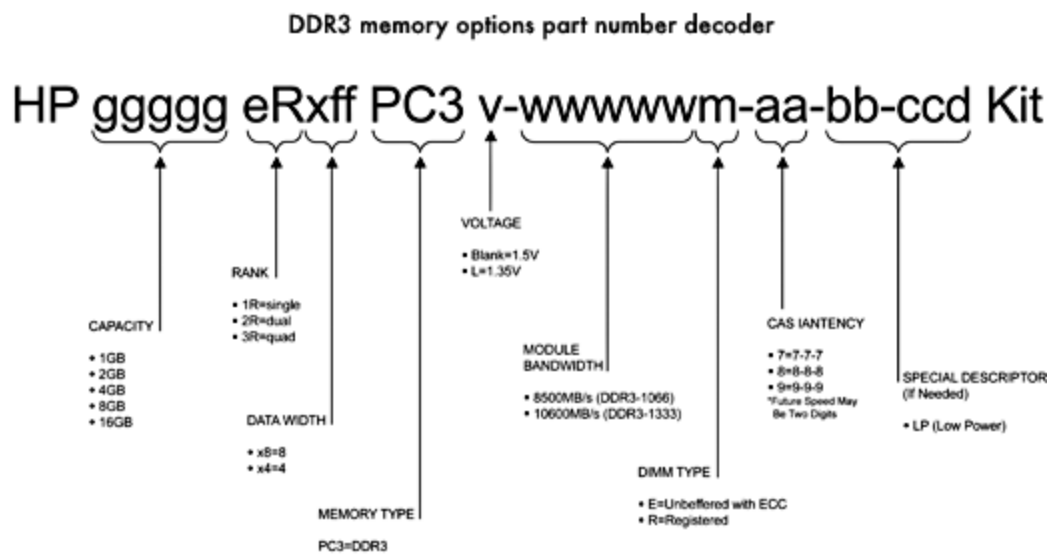 DDR3 memory options part number decoder
HP ggggg eRxff PC3 v-wwwwwm-aa-bb-ccd Kit
CAPACITY
• 1GB
• 2GB
• 4GB
• 8GB
• 16GB
RANK
• 1R=single
• 2R=dual
• 3R=quad
DATA WIDTH
• x8=8
• x4=4
MEMORY TYPE
PC3=DDR3
VOLTAGE
• Blank=1.5V
• L=1.35V
MODULE
BANDWIDTH
• 8500MB/s (DDR3-1066)
• 10600MB/s (DDR3-1333)
DIMM TYPE
• E=Unbeffered with ECC
• R=Registered
CAS IANTENCY
• 7=7-7-7
• 8=8-8-8
• 9=9-9-9
*Future Speed May
Be Two Digits
SPECIAL DESCRIPTOR
(If Needed)
• LP (Low Power)